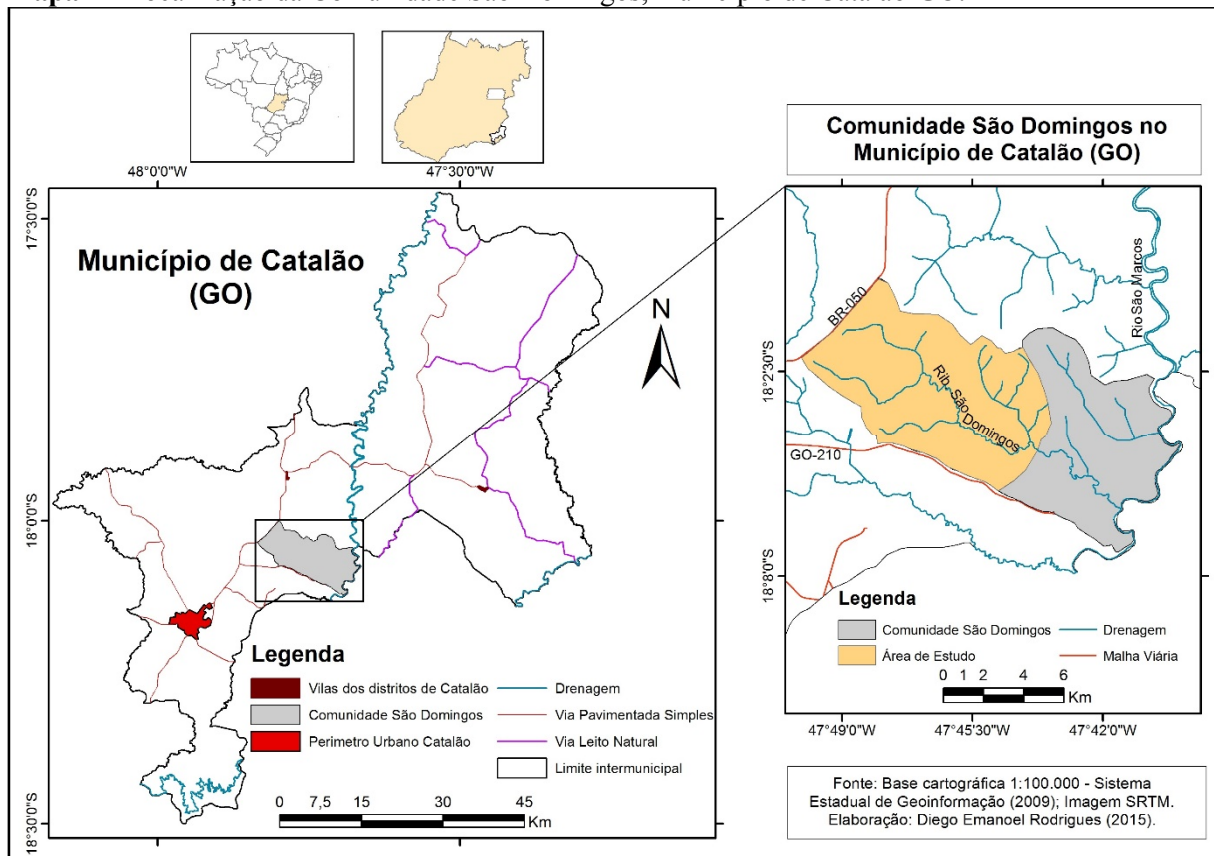 48°0'0"W
47°30'0"W
17°30'0"S
18°0'0"S
18°30'0"S
Município de Catalão
(GO)
N
Legenda
Vilas dos distritos de Catalão
Comunidade São Domingos
Perimetro Urbano Catalão
Drenagem
Via Pavimentada Simples
Via Leito Natural
Limite intermunicipal
0 7,5 15 30 45
Km
Comunidade São Domingos no
Município de Catalão (GO)
BR-050
Rio São Marcos
Rib. São Domingos
GO-210
18°2'30"S
18°8'0"S
Legenda
Comunidade São Domingos
Área de Estudo
Drenagem
Malha Viária
0 1 2 4 6
Km
47°49'0"W
47°45'30"W
47°42'0"W
Fonte: Base cartográfica 1:100.000 - Sistema
Estadual de Geoinformação (2009); Imagem SRTM.
Elaboração: Diego Emanoel Rodrigues (2015).